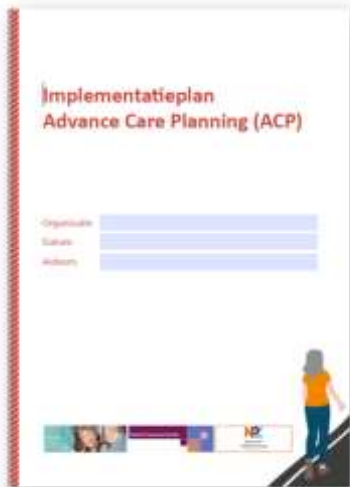 Implementatieplan
Advance Care Planning (ACP)
Organisatie
Datum
Auteurs